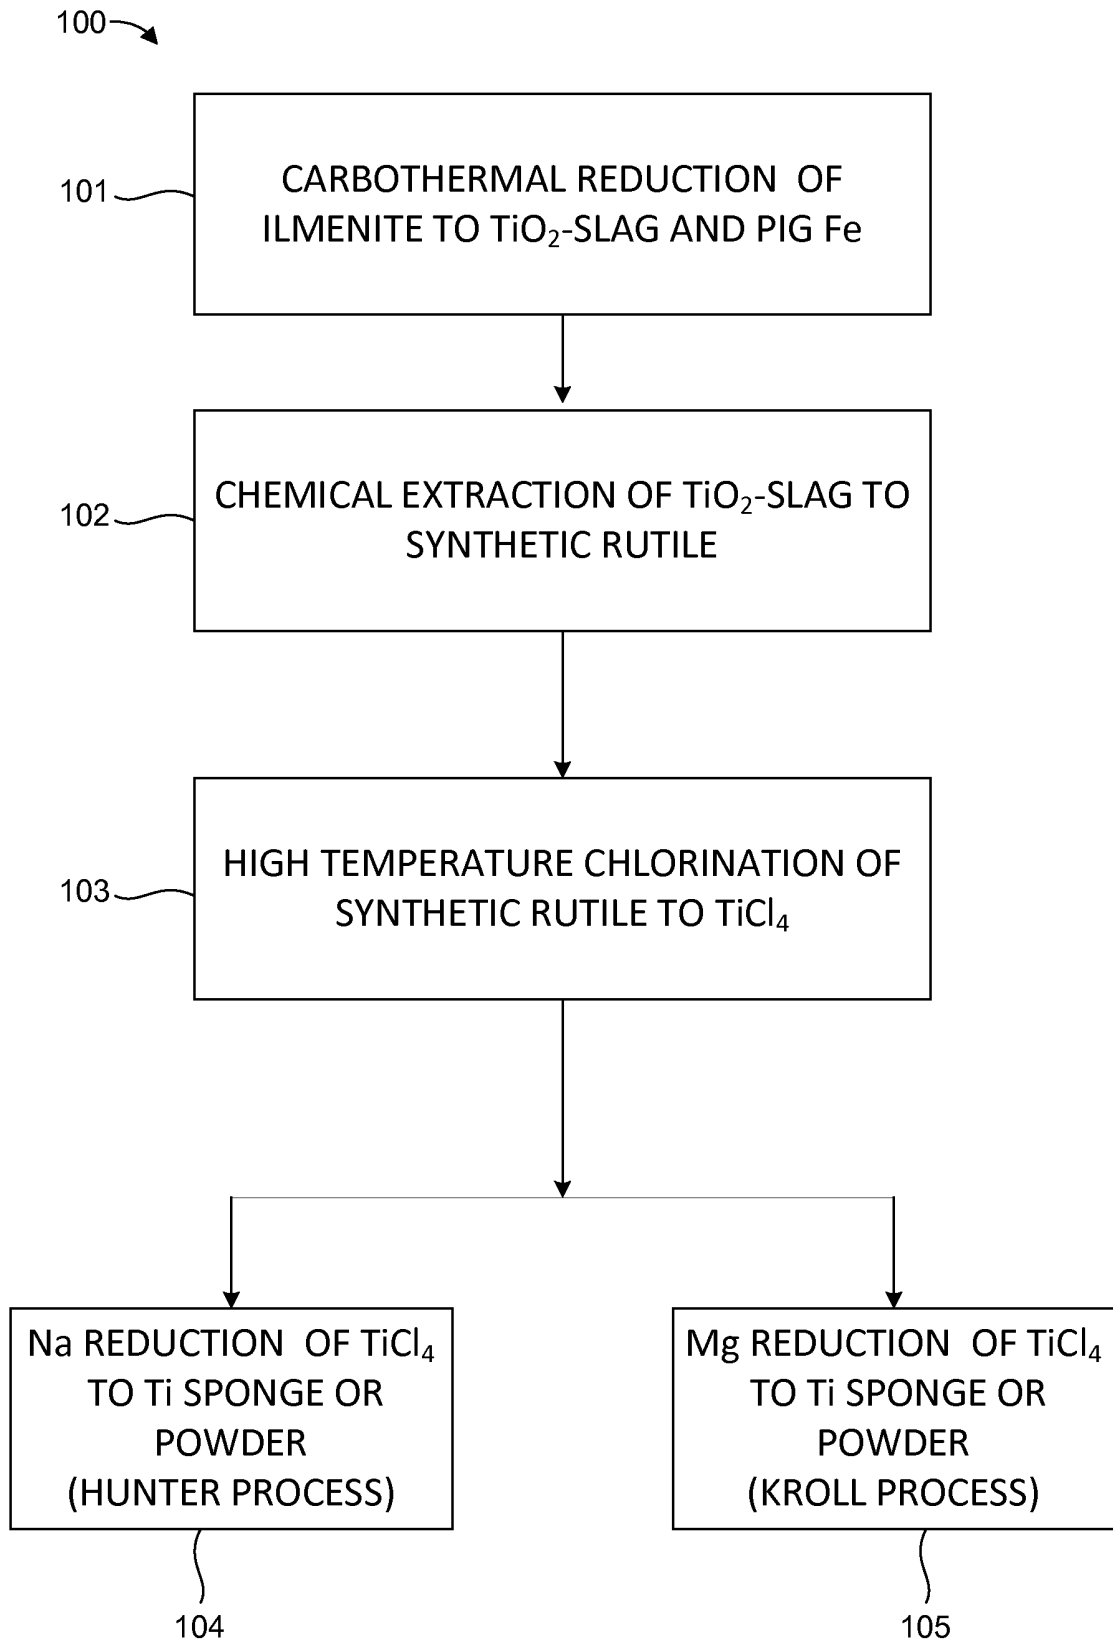 100
101
CARBOTHERMAL REDUCTION OF
ILMENITE TO TiO₂-SLAG AND PIG Fe
102
CHEMICAL EXTRACTION OF TiO₂-SLAG TO
SYNTHETIC RUTILE
103
HIGH TEMPERATURE CHLORINATION OF
SYNTHETIC RUTILE TO TiCl₄
Na REDUCTION OF TiCl₄
TO Ti SPONGE OR
POWDER
(HUNTER PROCESS)
104
Mg REDUCTION OF TiCl₄
TO Ti SPONGE OR
POWDER
(KROLL PROCESS)
105